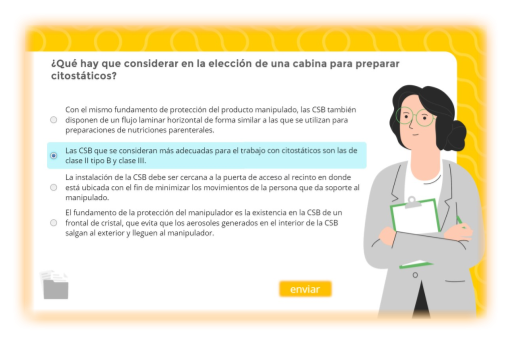 ¿Qué hay que considerar en la elección de una cabina para preparar
citostáticos?
Con el mismo fundamento de protección del producto manipulado, las CSB también
disponen de un flujo laminar horizontal de forma similar a las que se utilizan para
preparaciones de nutriciones parenterales.
Las CSB que se consideran más adecuadas para el trabajo con citostáticos son las de
clase II tipo B y clase III.
La instalación de la CSB debe ser cercana a la puerta de acceso al recinto en donde
está ubicada con el fin de minimizar los movimientos de la persona que da soporte al
manipulado.
El fundamento de la protección del manipulador es la existencia en la CSB de un
frontal de cristal, que evita que los aerosoles generados en el interior de la CSB
salgan al exterior y lleguen al manipulador.
enviar